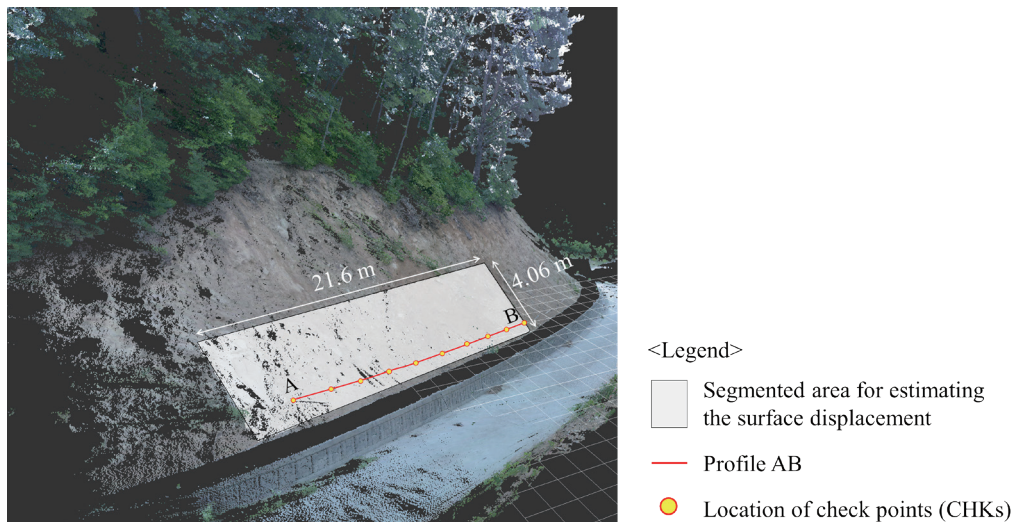 21.6 m
4.06 m
B
A
<Legend>
Segmented area for estimating
the surface displacement
Profile AB
Location of check points (CHKs)